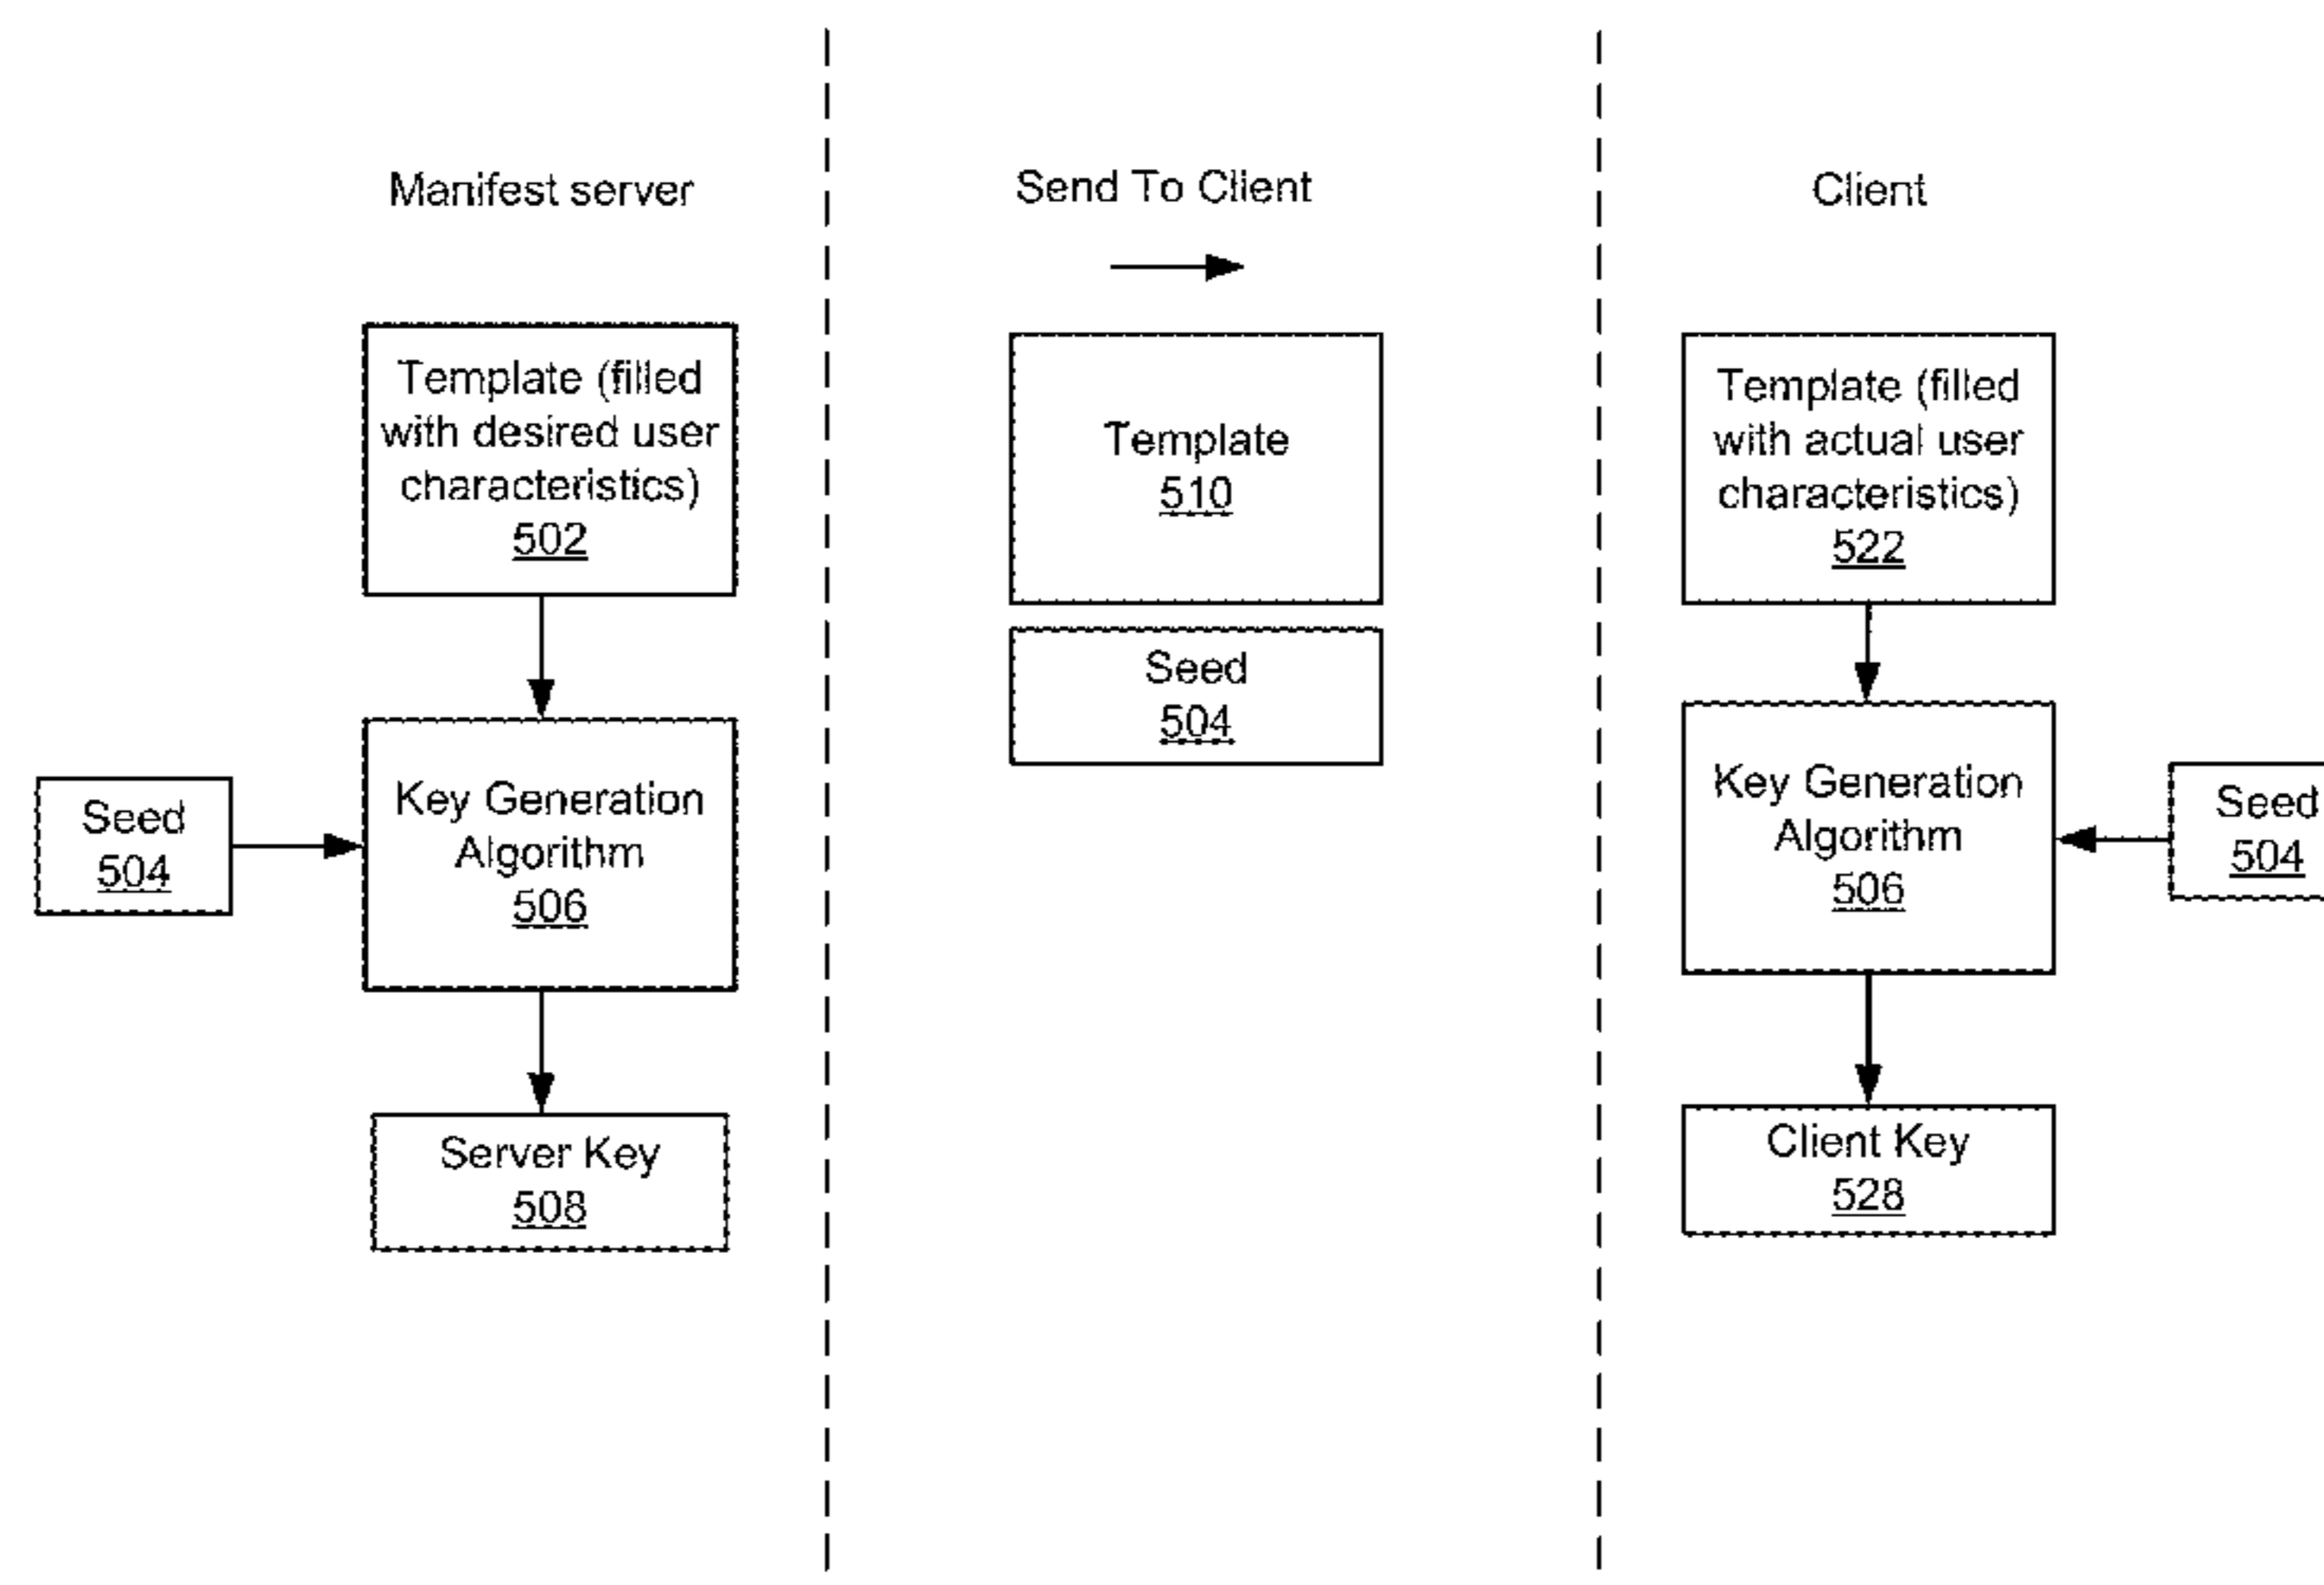 Manifest server
Template (filled
with desired user
characteristics)
502
Seed
504
Key Generation
Algorithm
506
Server Key
508
Send To Client
Template
510
Seed
504
Client
Template (filled
with actual user
characteristics)
522
Key Generation
Algorithm
506
Seed
504
Client Key
528